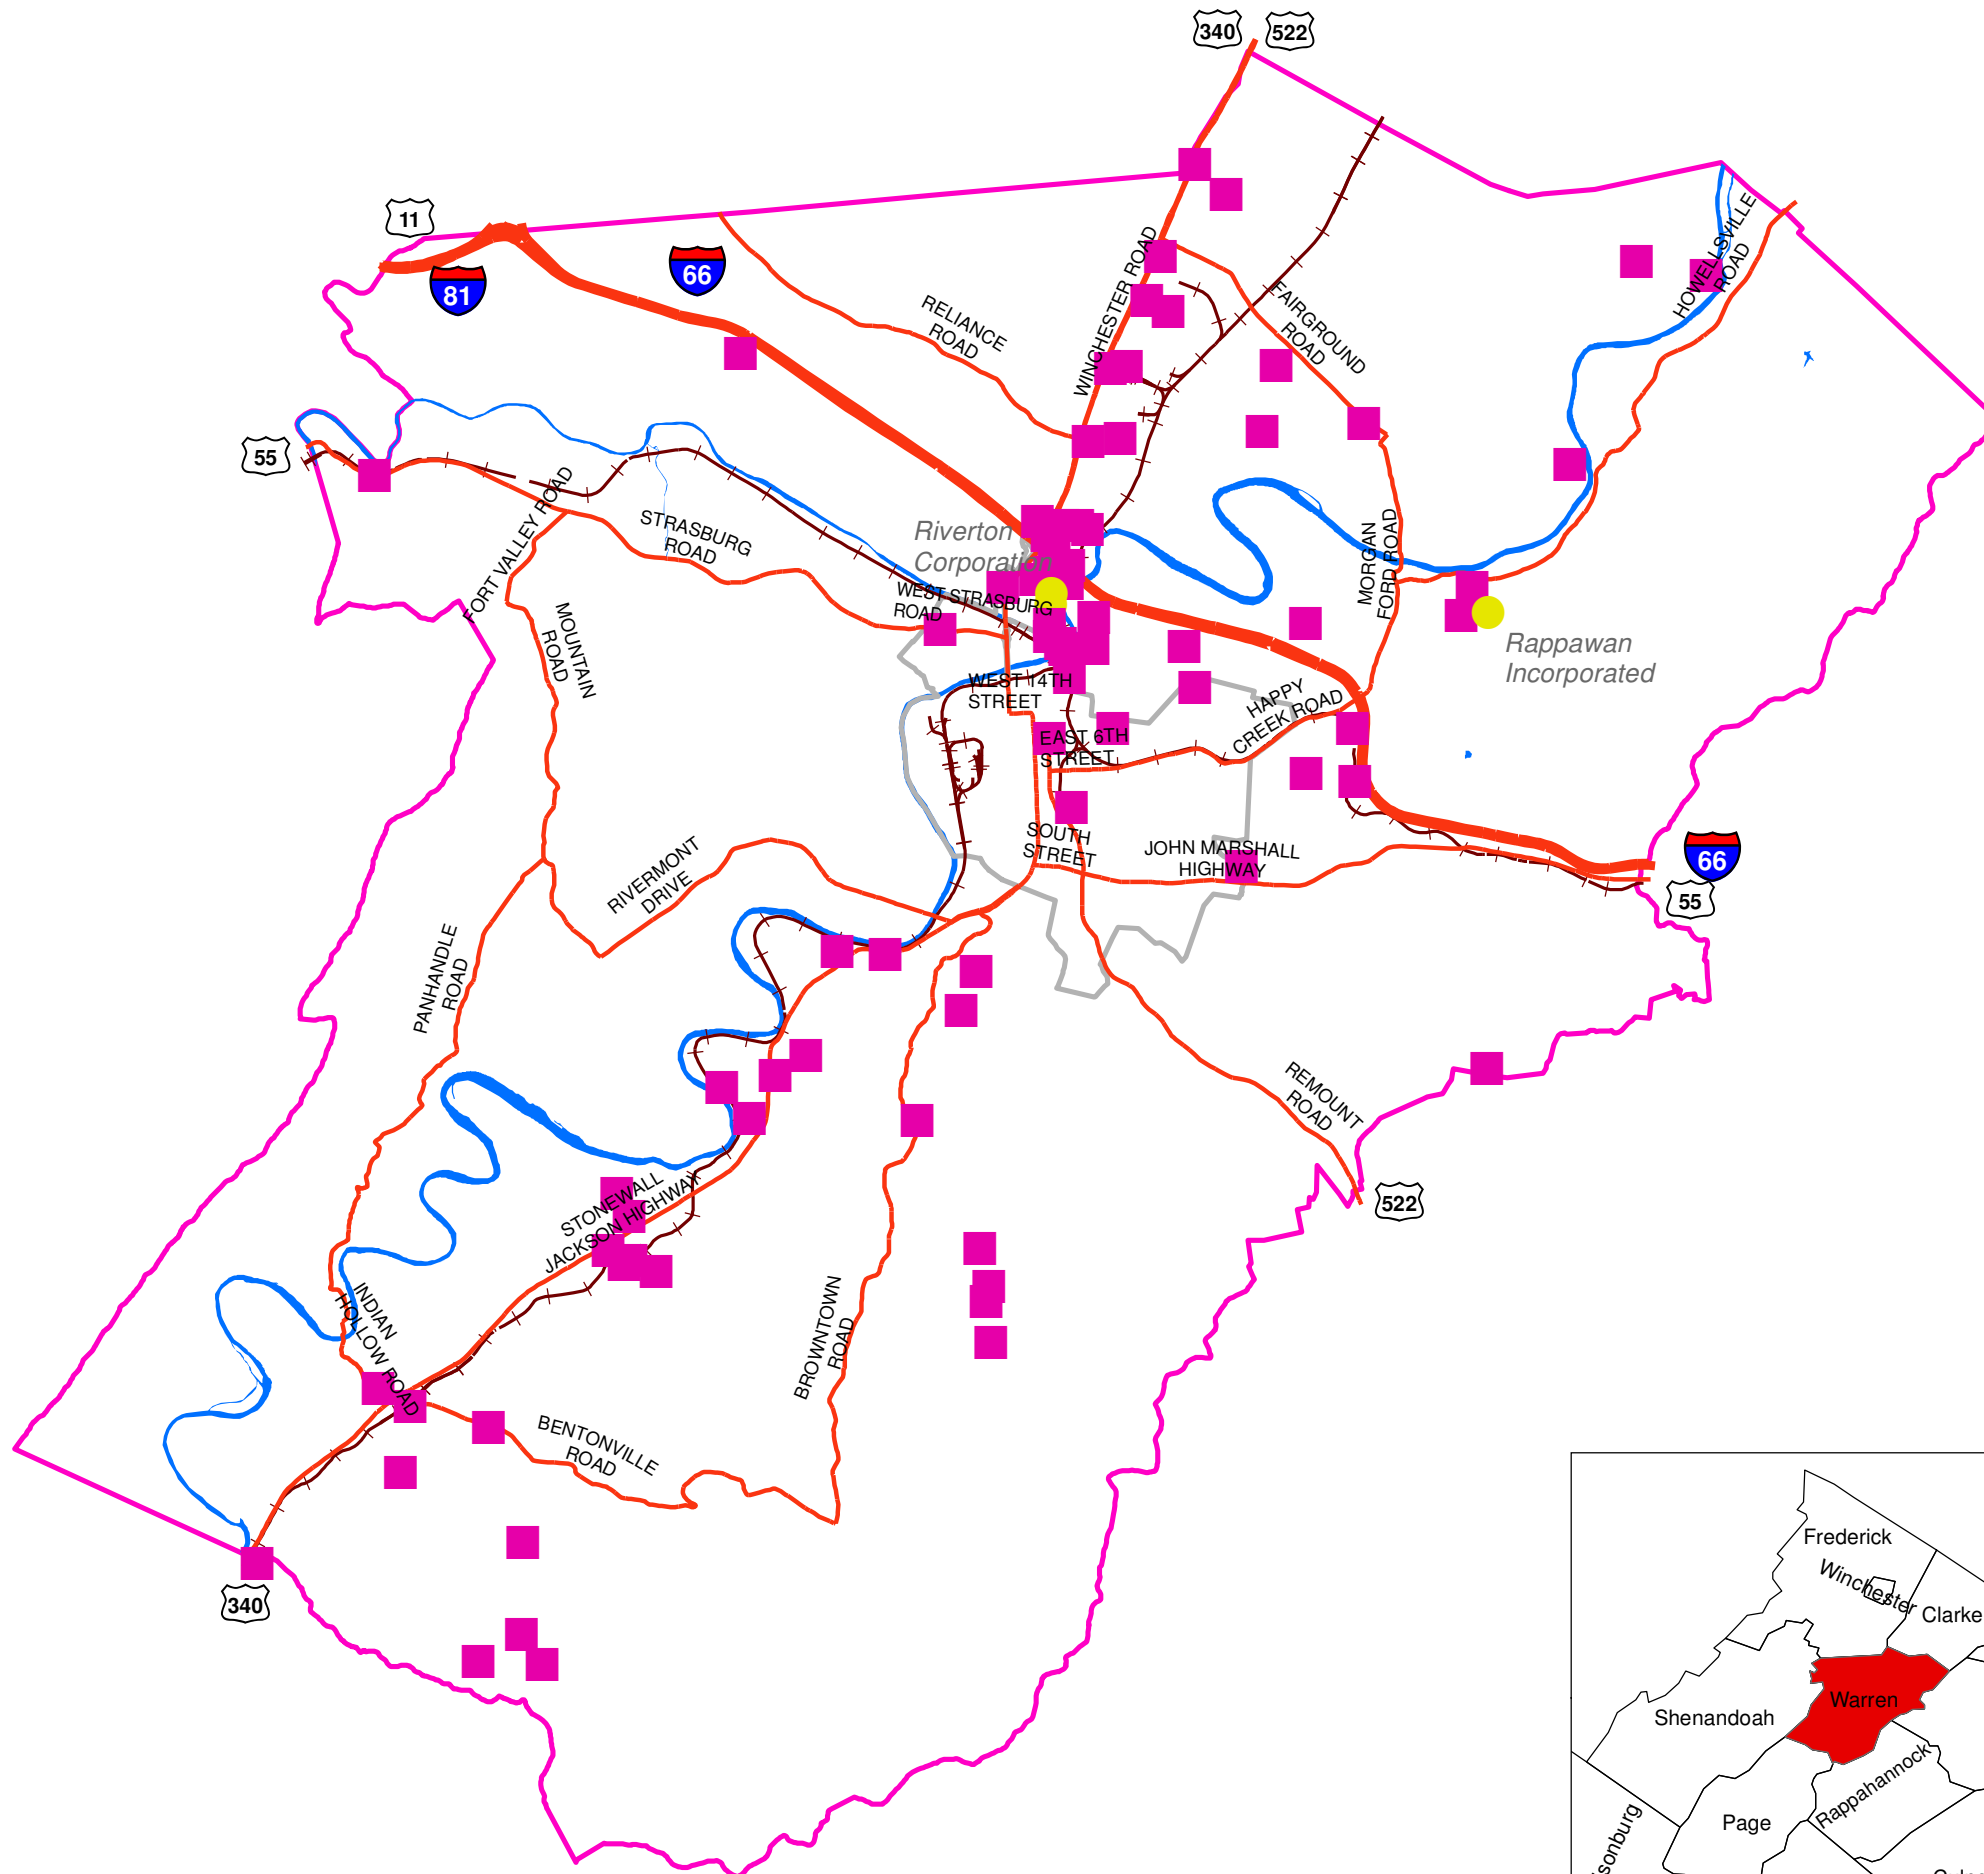 340
522
11
81
66
RELIANCE
ROAD
WINCHESTER ROAD
FAIRGROUND
ROAD
HOWELLSVILLE
ROAD
55
FORT VALLEY ROAD
STRASBURG
ROAD
Riverton
Corporation
WEST STRASBURG
ROAD
MORGAN
FORD ROAD
Rappawan
Incorporated
MOUNTAIN
ROAD
WEST 14TH
STREET
HAPPY
CREEK ROAD
EAST 6TH
STREET
SOUTH
STREET
JOHN MARSHALL
HIGHWAY
66
55
RIVERMONT
DRIVE
PANHANDLE
ROAD
REMOUNT
ROAD
522
STONEWALL
JACKSON HIGHWAY
INDIAN
HOLLOW ROAD
BROWNTOWN
ROAD
BENTONVILLE
ROAD
340
Frederick
Winchester
Clarke
Warren
Shenandoah
Rappahannock
Page